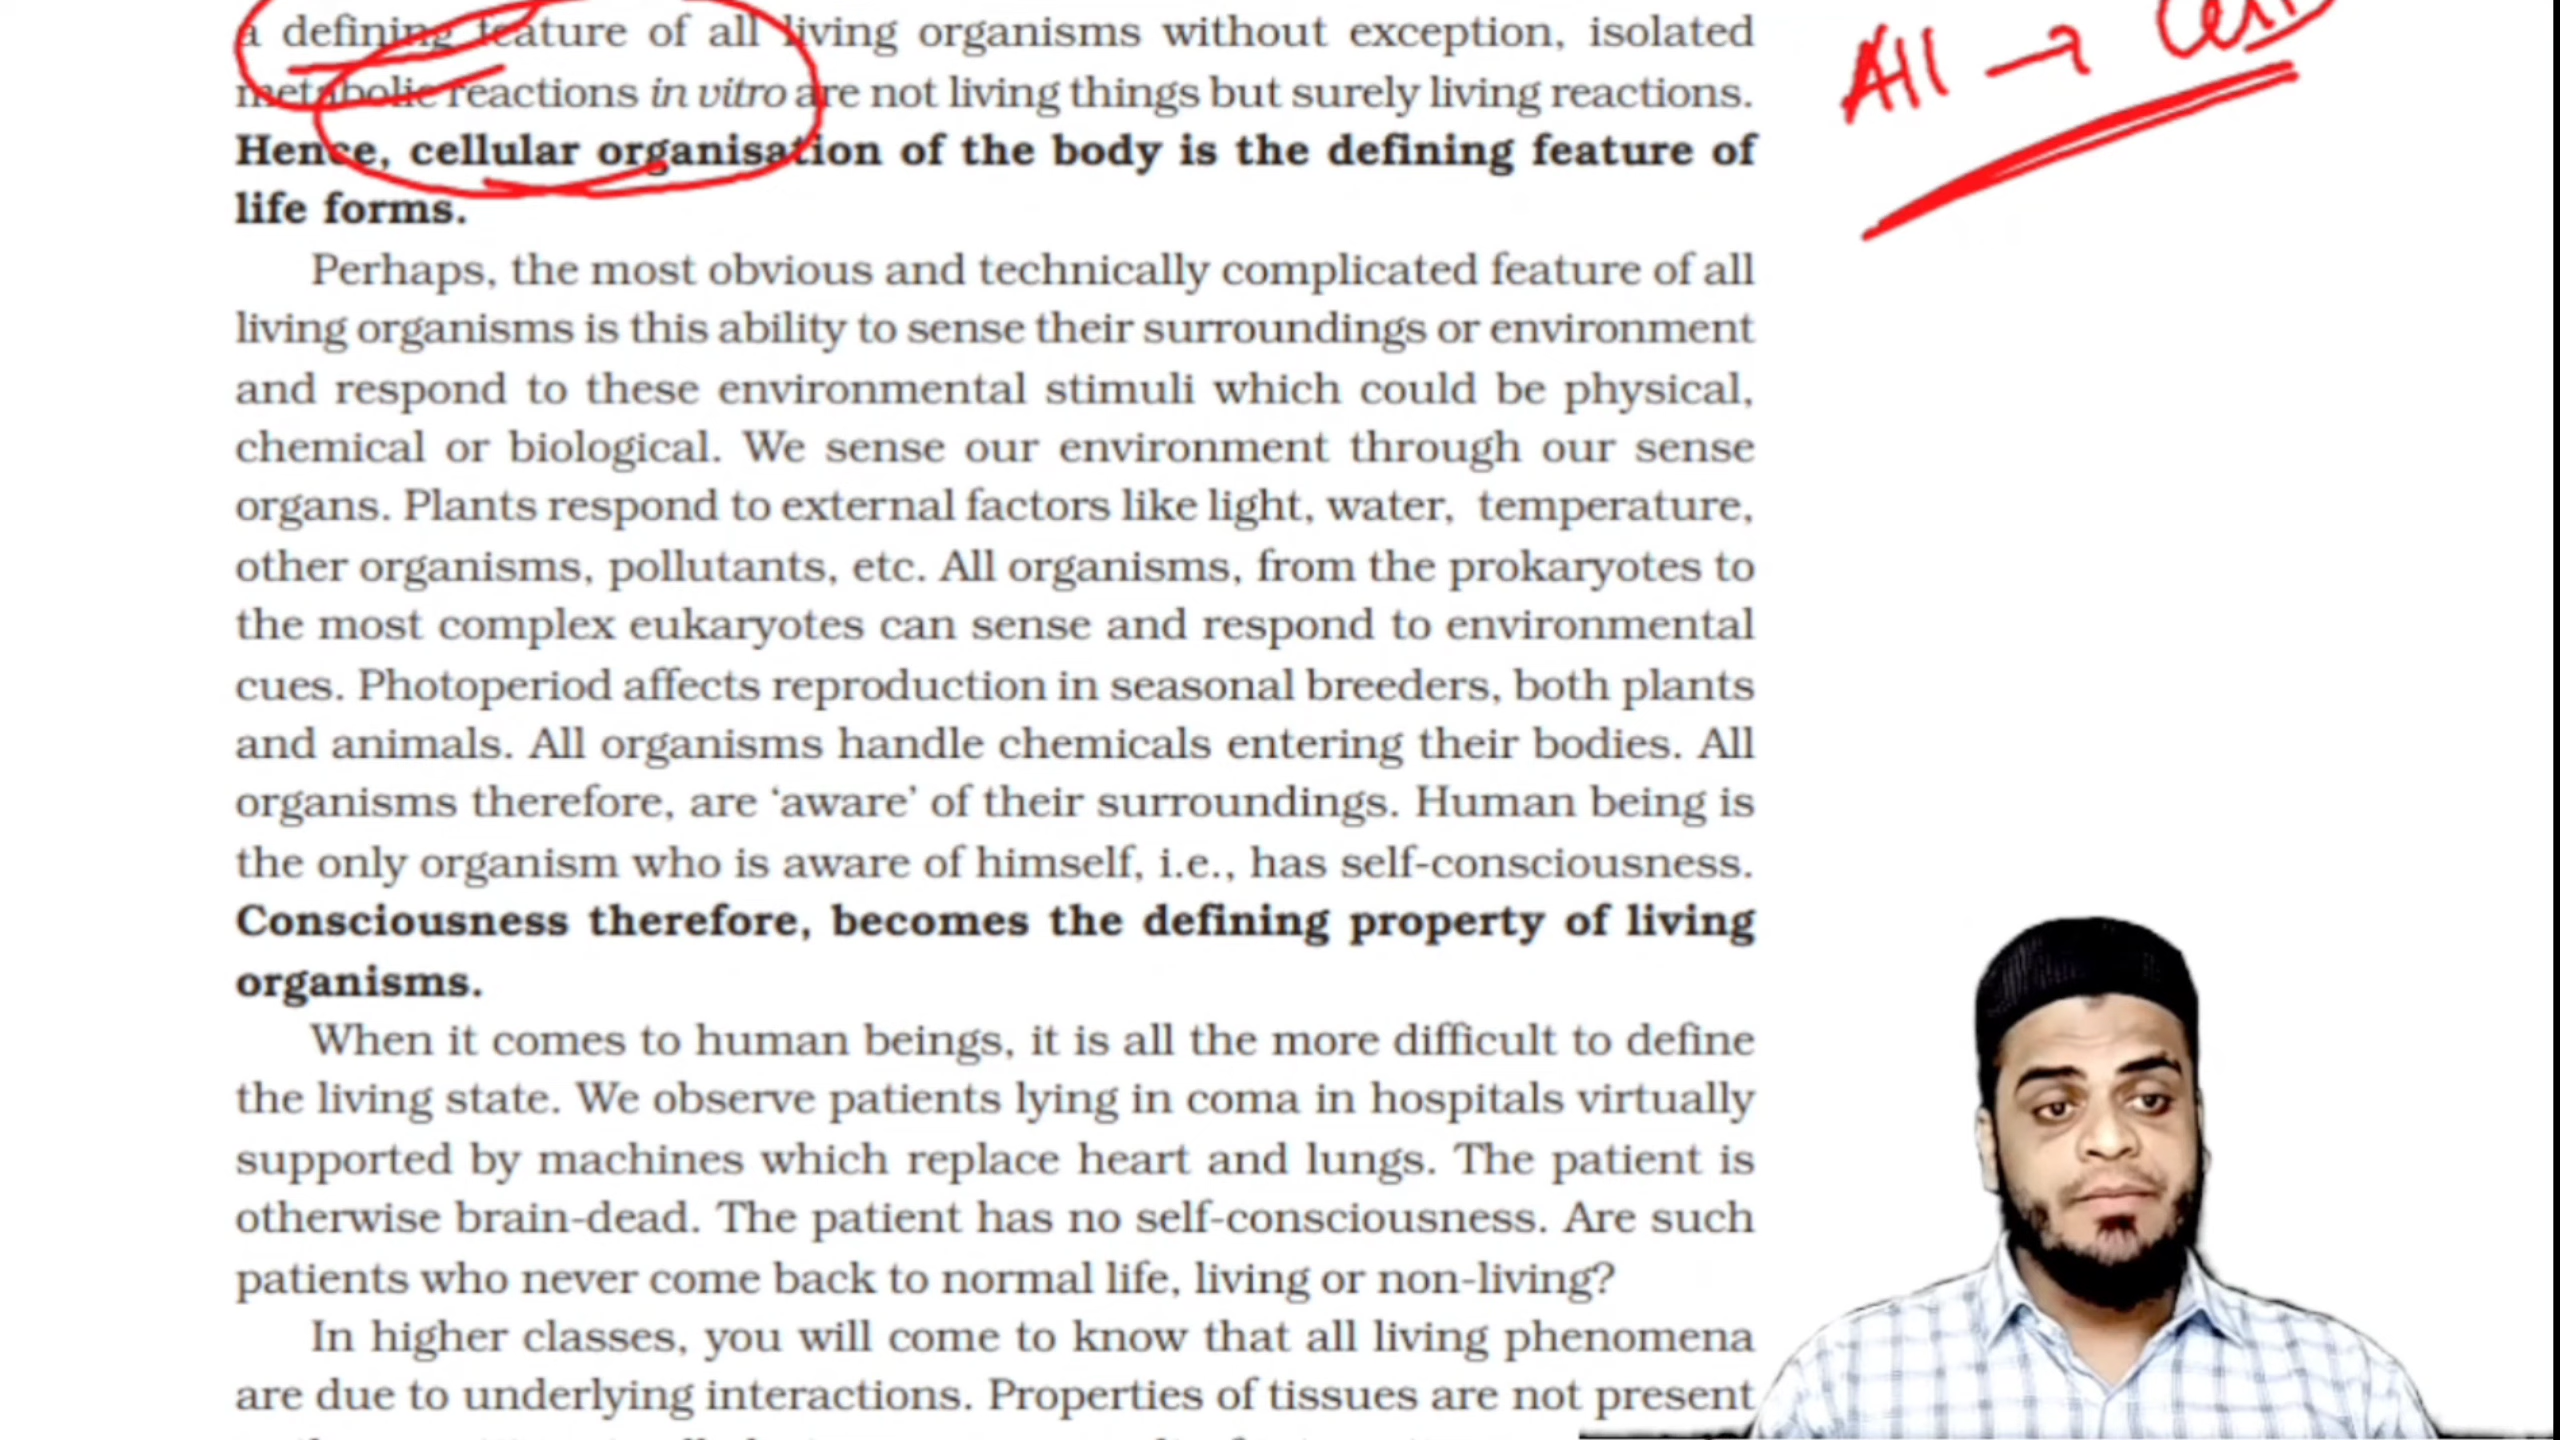 a defining feature of all living organisms without exception, isolated
metabolic reactions in vitro are not living things but surely living reactions.
Hence, cellular organisation of the body is the defining feature of
life forms.
Perhaps, the most obvious and technically complicated feature of all
living organisms is this ability to sense their surroundings or environment
and respond to these environmental stimuli which could be physical,
chemical or biological. We sense our environment through our sense
organs. Plants respond to external factors like light, water, temperature,
other organisms, pollutants, etc. All organisms, from the prokaryotes to
the most complex eukaryotes can sense and respond to environmental
cues. Photoperiod affects reproduction in seasonal breeders, both plants
and animals. All organisms handle chemicals entering their bodies. All
organisms therefore, are ‘aware’ of their surroundings. Human being is
the only organism who is aware of himself, i.e., has self-consciousness.
Consciousness therefore, becomes the defining property of living
organisms.
When it comes to human beings, it is all the more difficult to define
the living state. We observe patients lying in coma in hospitals virtually
supported by machines which replace heart and lungs. The patient is
otherwise brain-dead. The patient has no self-consciousness. Are such
patients who never come back to normal life, living or non-living?
In higher classes, you will come to know that all living phenomena
are due to underlying interactions. Properties of tissues are not present
All →